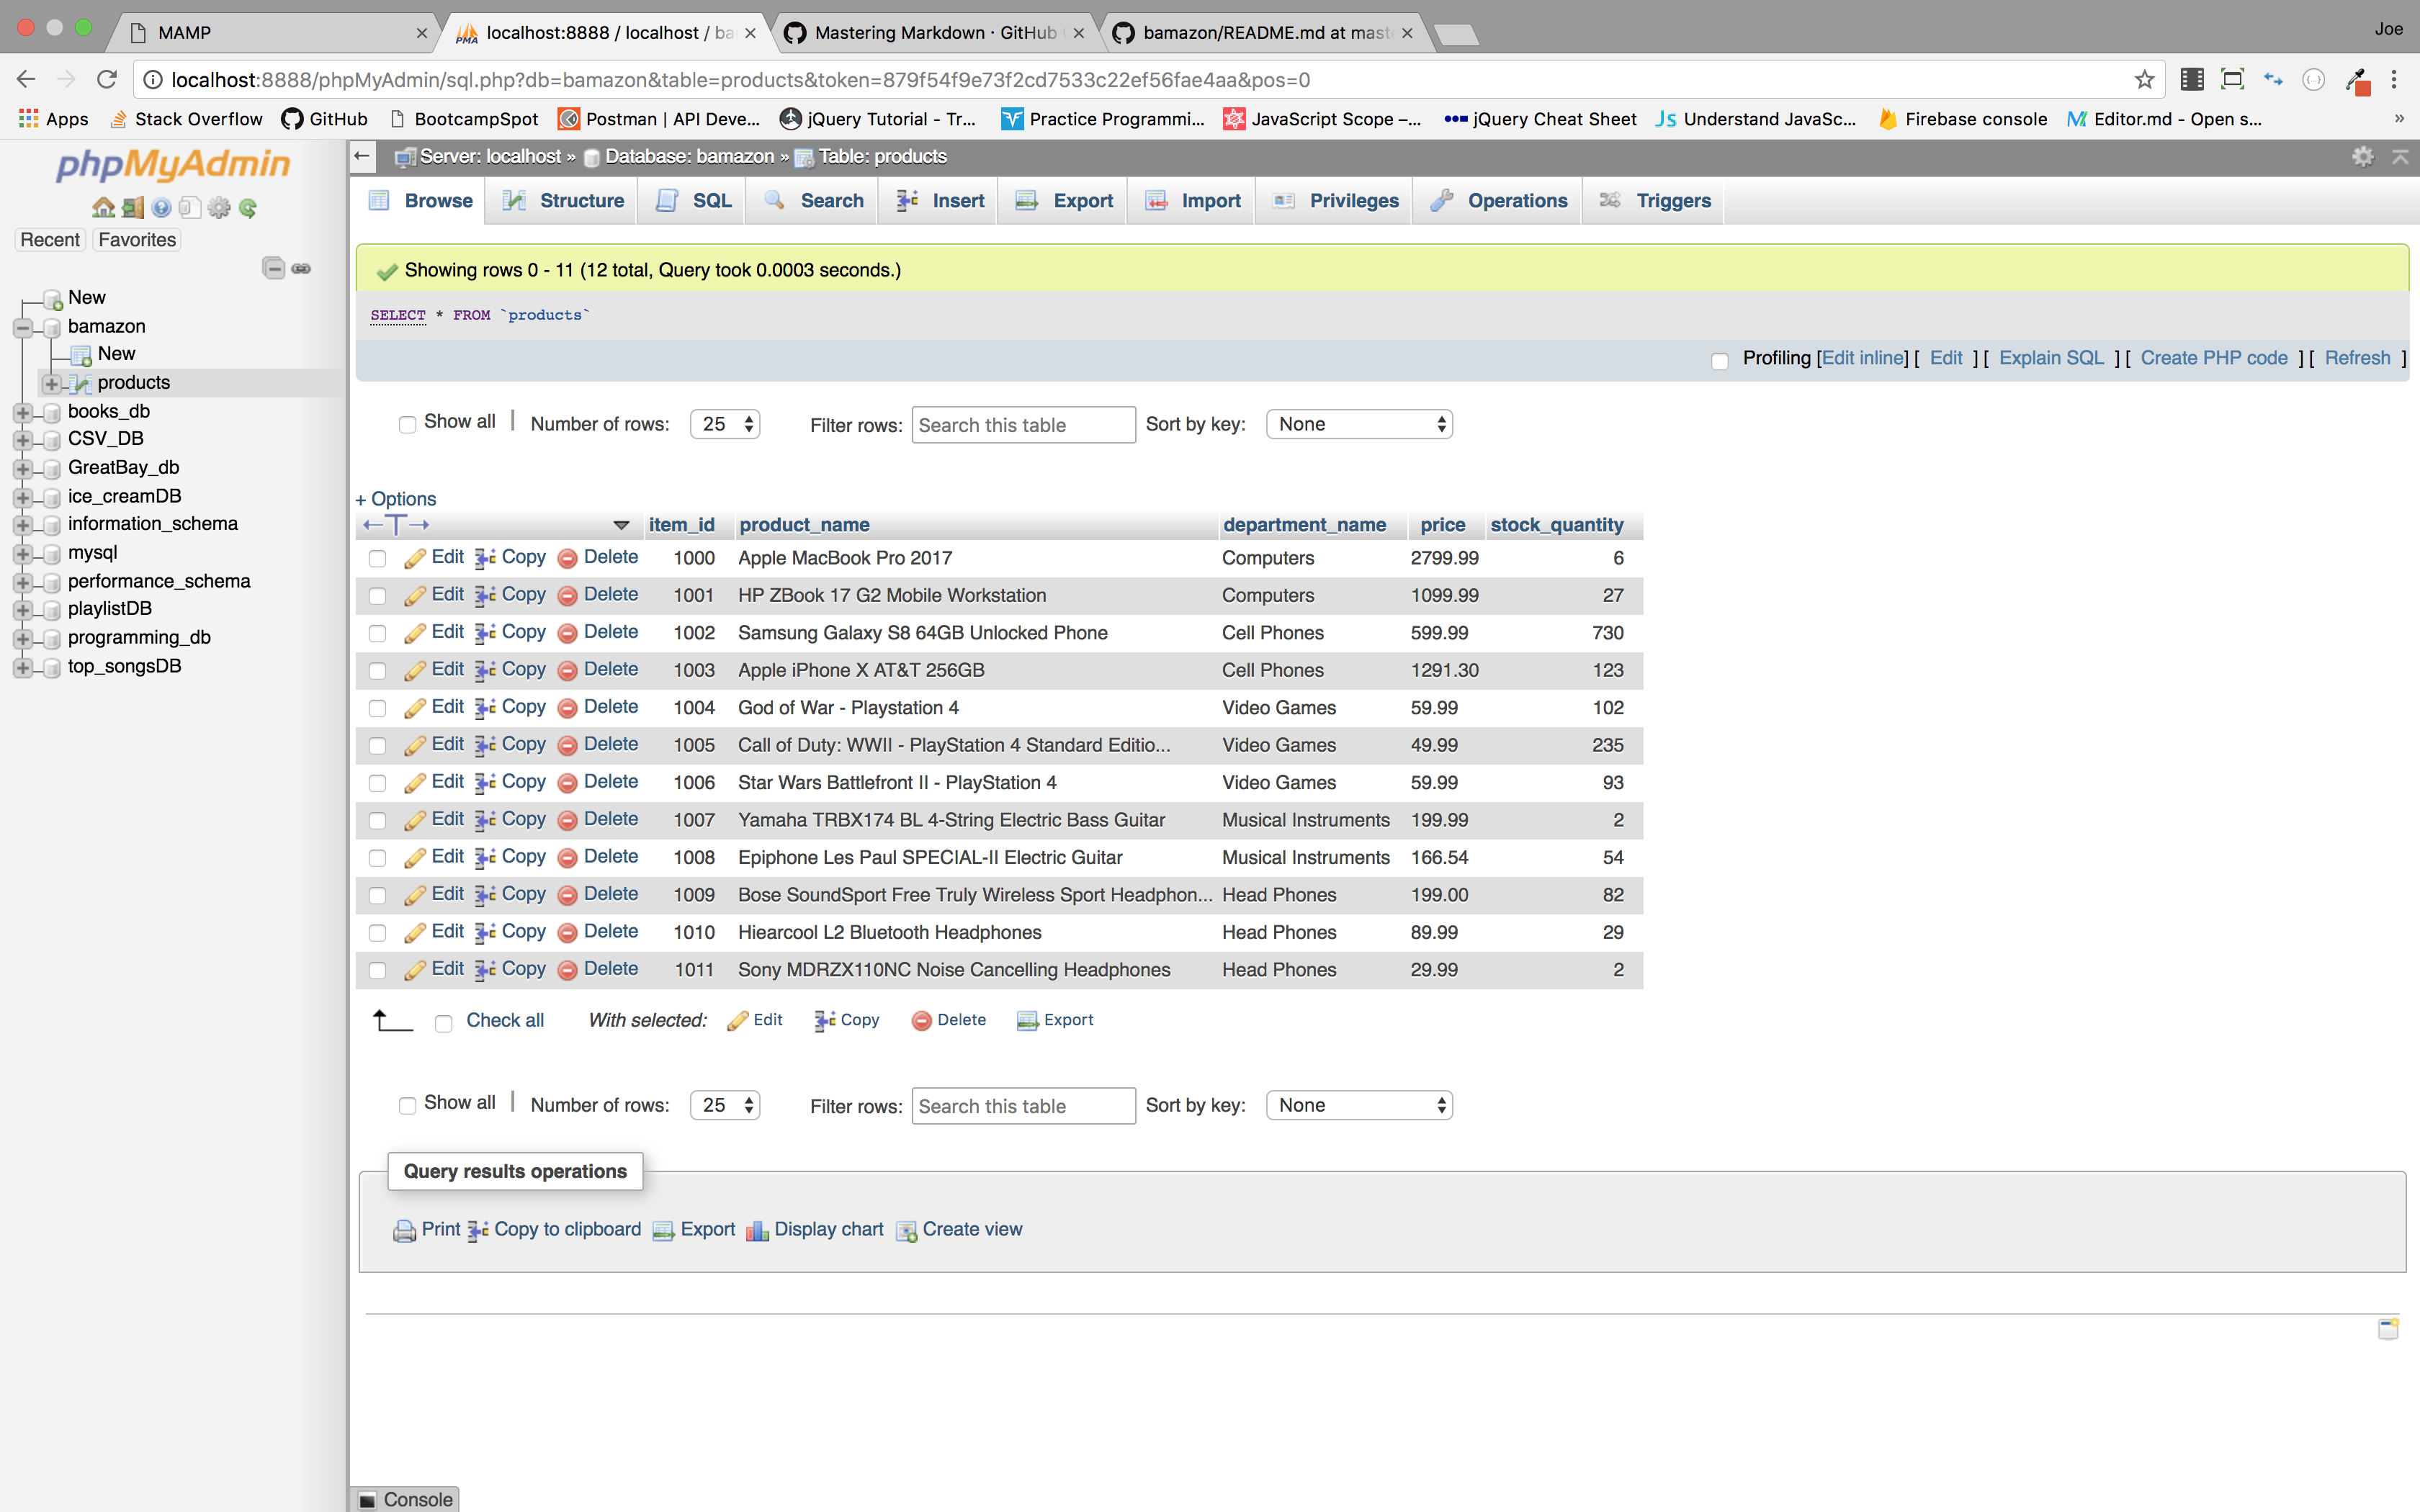 MAMP
localhost:8888 / localhost / ba
Mastering Markdown · GitHub
bamazon/README.md at mast
Joe
localhost:8888/phpMyAdmin/sql.php?db=bamazon&table=products&token=879f54f9e73f2cd7533c22ef56fae4aa&pos=0
Apps Stack Overflow GitHub BootcampSpot Postman | API Deve... jQuery Tutorial - Tr... Practice Programmi... JavaScript Scope –... jQuery Cheat Sheet Understand JavaSc... Firebase console Editor.md - Open s... »
phpMyAdmin
Recent Favorites
New
bamazon
New
products
books_db
CSV_DB
GreatBay_db
ice_creamDB
information_schema
mysql
performance_schema
playlistDB
programming_db
top_songsDB
Server: localhost » Database: bamazon » Table: products
Browse Structure SQL Search Insert Export Import Privileges Operations Triggers
Showing rows 0 - 11 (12 total, Query took 0.0003 seconds.)
SELECT * FROM `products`
Profiling [Edit inline] [ Edit ] [ Explain SQL ] [ Create PHP code ] [ Refresh ]
Show all | Number of rows: 25 Filter rows: Search this table Sort by key: None
+ Options
item_id product_name department_name price stock_quantity
Edit Copy Delete 1000 Apple MacBook Pro 2017 Computers 2799.99 6
Edit Copy Delete 1001 HP ZBook 17 G2 Mobile Workstation Computers 1099.99 27
Edit Copy Delete 1002 Samsung Galaxy S8 64GB Unlocked Phone Cell Phones 599.99 730
Edit Copy Delete 1003 Apple iPhone X AT&T 256GB Cell Phones 1291.30 123
Edit Copy Delete 1004 God of War - Playstation 4 Video Games 59.99 102
Edit Copy Delete 1005 Call of Duty: WWII - PlayStation 4 Standard Editio... Video Games 49.99 235
Edit Copy Delete 1006 Star Wars Battlefront II - PlayStation 4 Video Games 59.99 93
Edit Copy Delete 1007 Yamaha TRBX174 BL 4-String Electric Bass Guitar Musical Instruments 199.99 2
Edit Copy Delete 1008 Epiphone Les Paul SPECIAL-II Electric Guitar Musical Instruments 166.54 54
Edit Copy Delete 1009 Bose SoundSport Free Truly Wireless Sport Headphon... Head Phones 199.00 82
Edit Copy Delete 1010 Hiearcool L2 Bluetooth Headphones Head Phones 89.99 29
Edit Copy Delete 1011 Sony MDRZX110NC Noise Cancelling Headphones Head Phones 29.99 2
Check all With selected: Edit Copy Delete Export
Show all | Number of rows: 25 Filter rows: Search this table Sort by key: None
Query results operations
Print Copy to clipboard Export Display chart Create view
Console